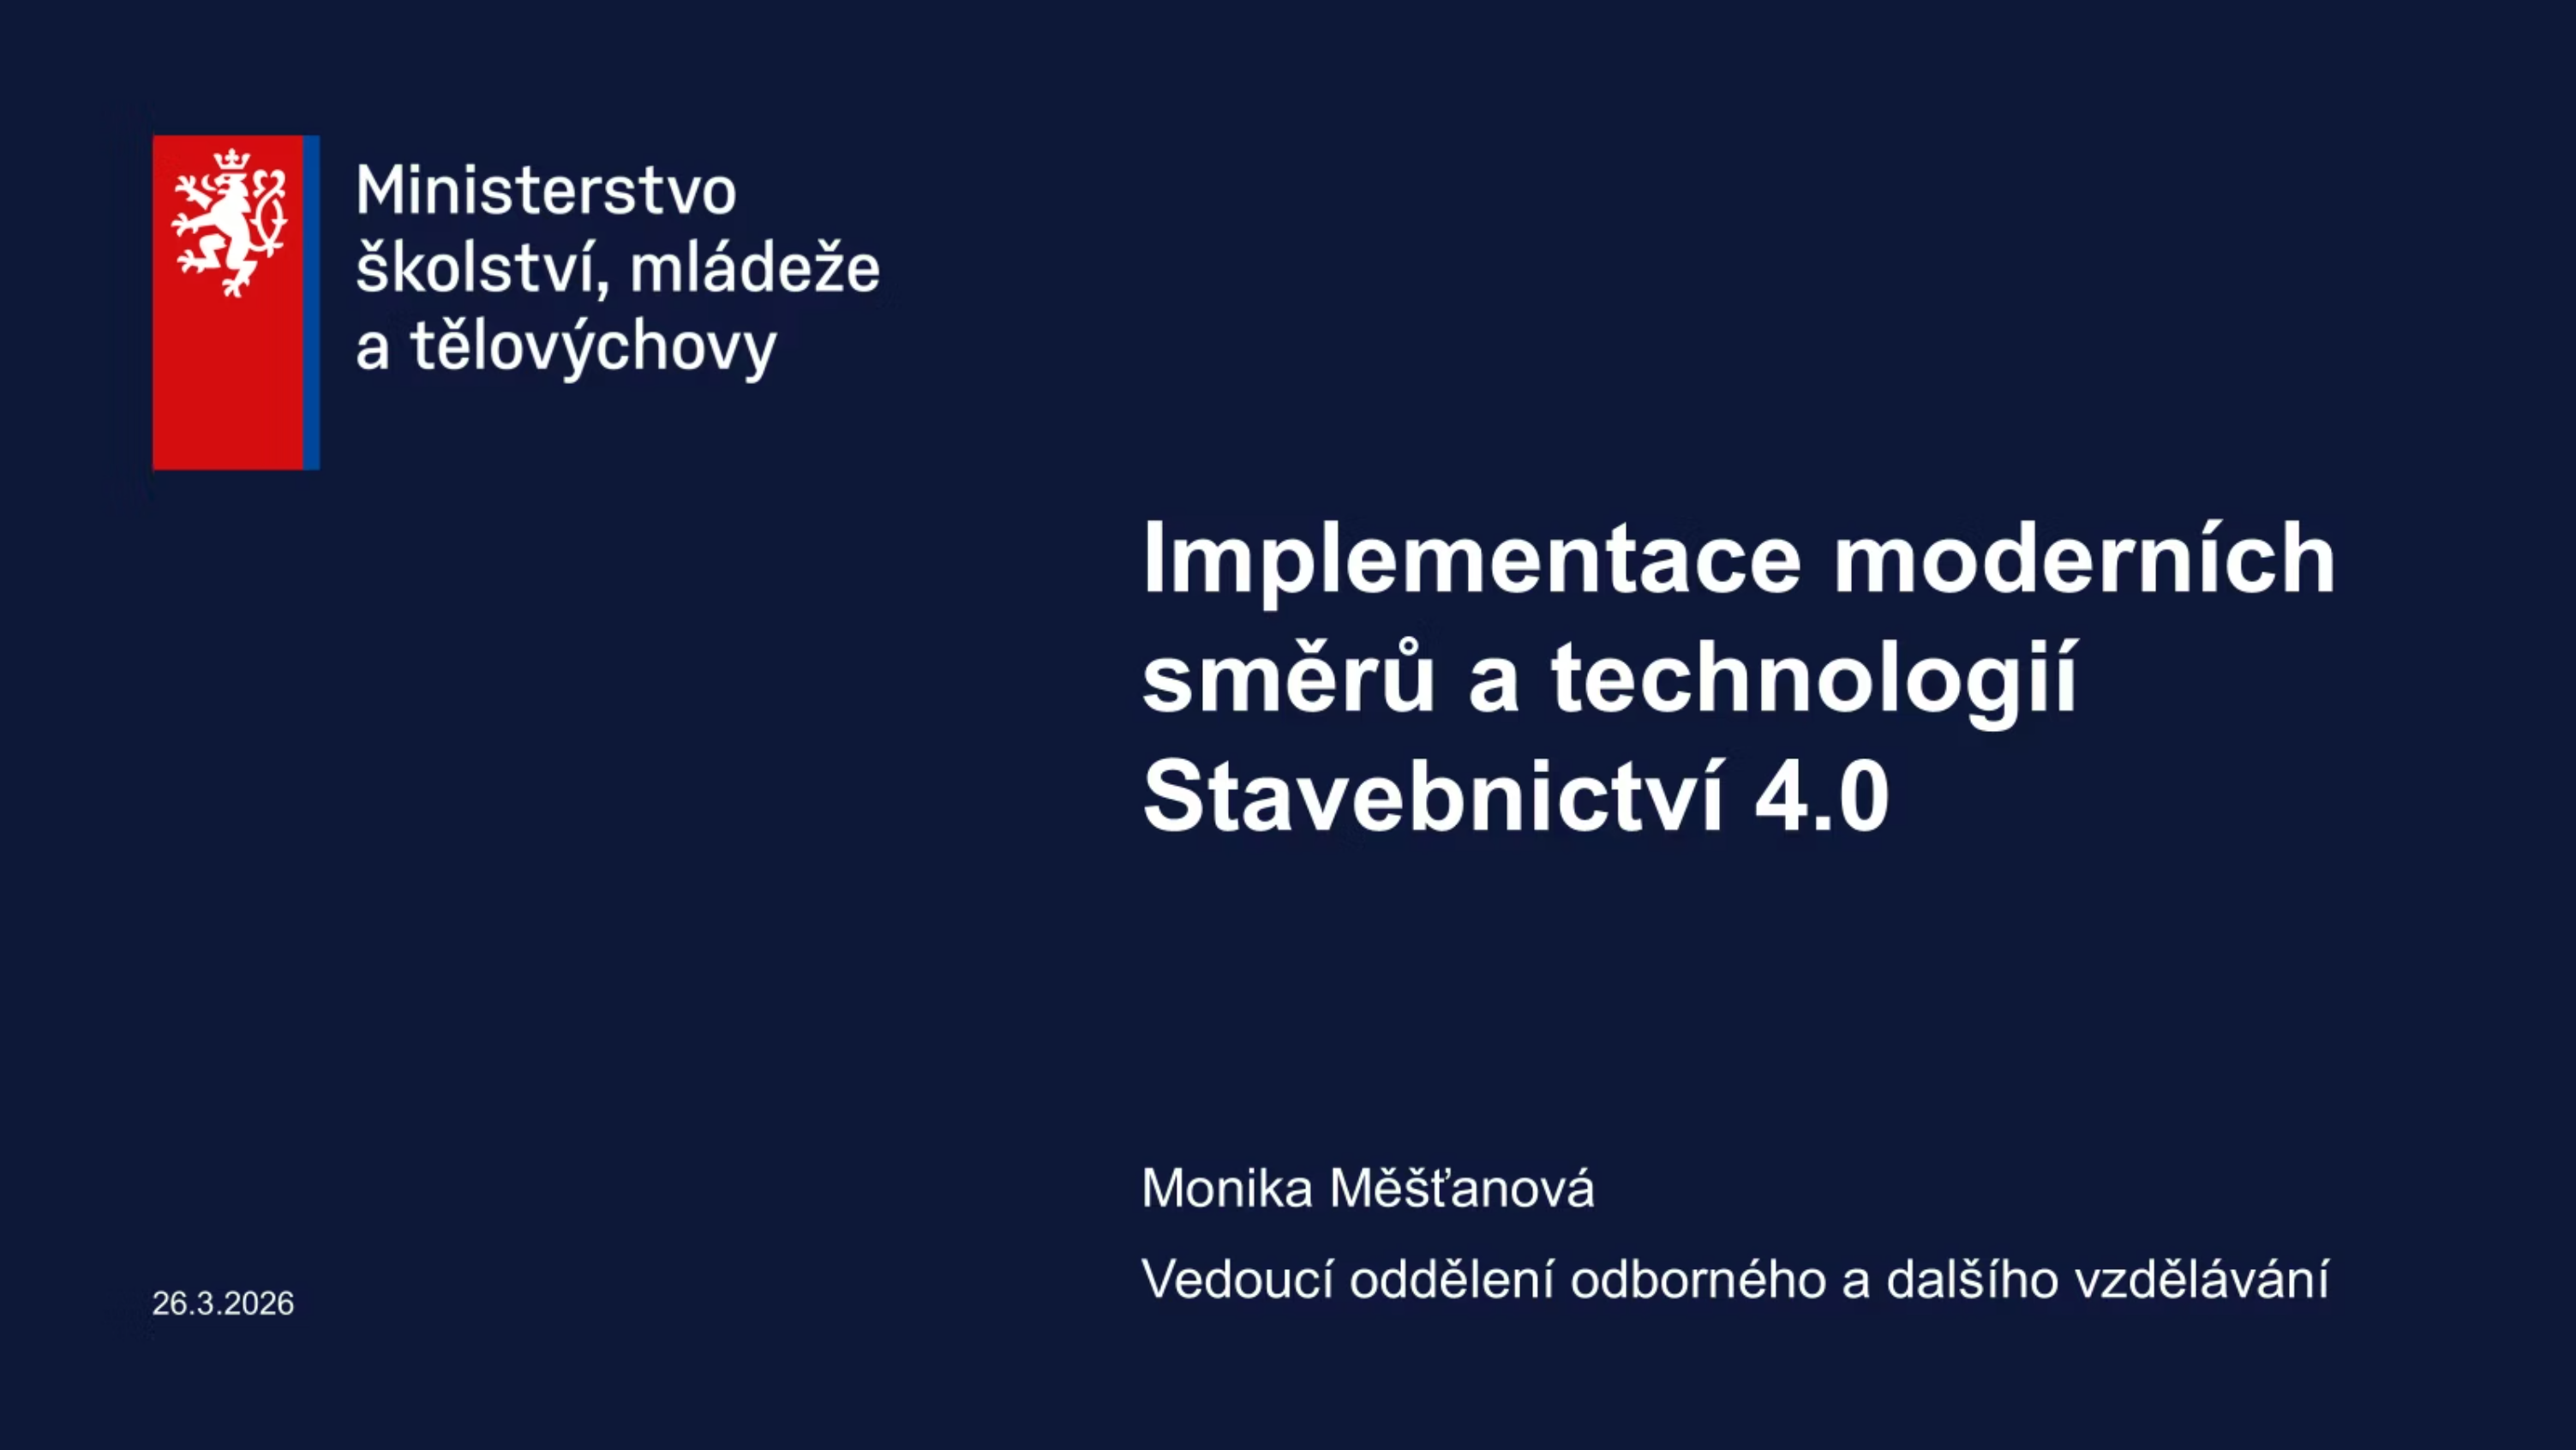 Ministerstvo
školství, mládeže
a tělovýchovy
Implementace moderních
směrů a technologií
Stavebnictví 4.0
Monika Měšťanová
Vedoucí oddělení odborného a dalšího vzdělávání
26.3.2026